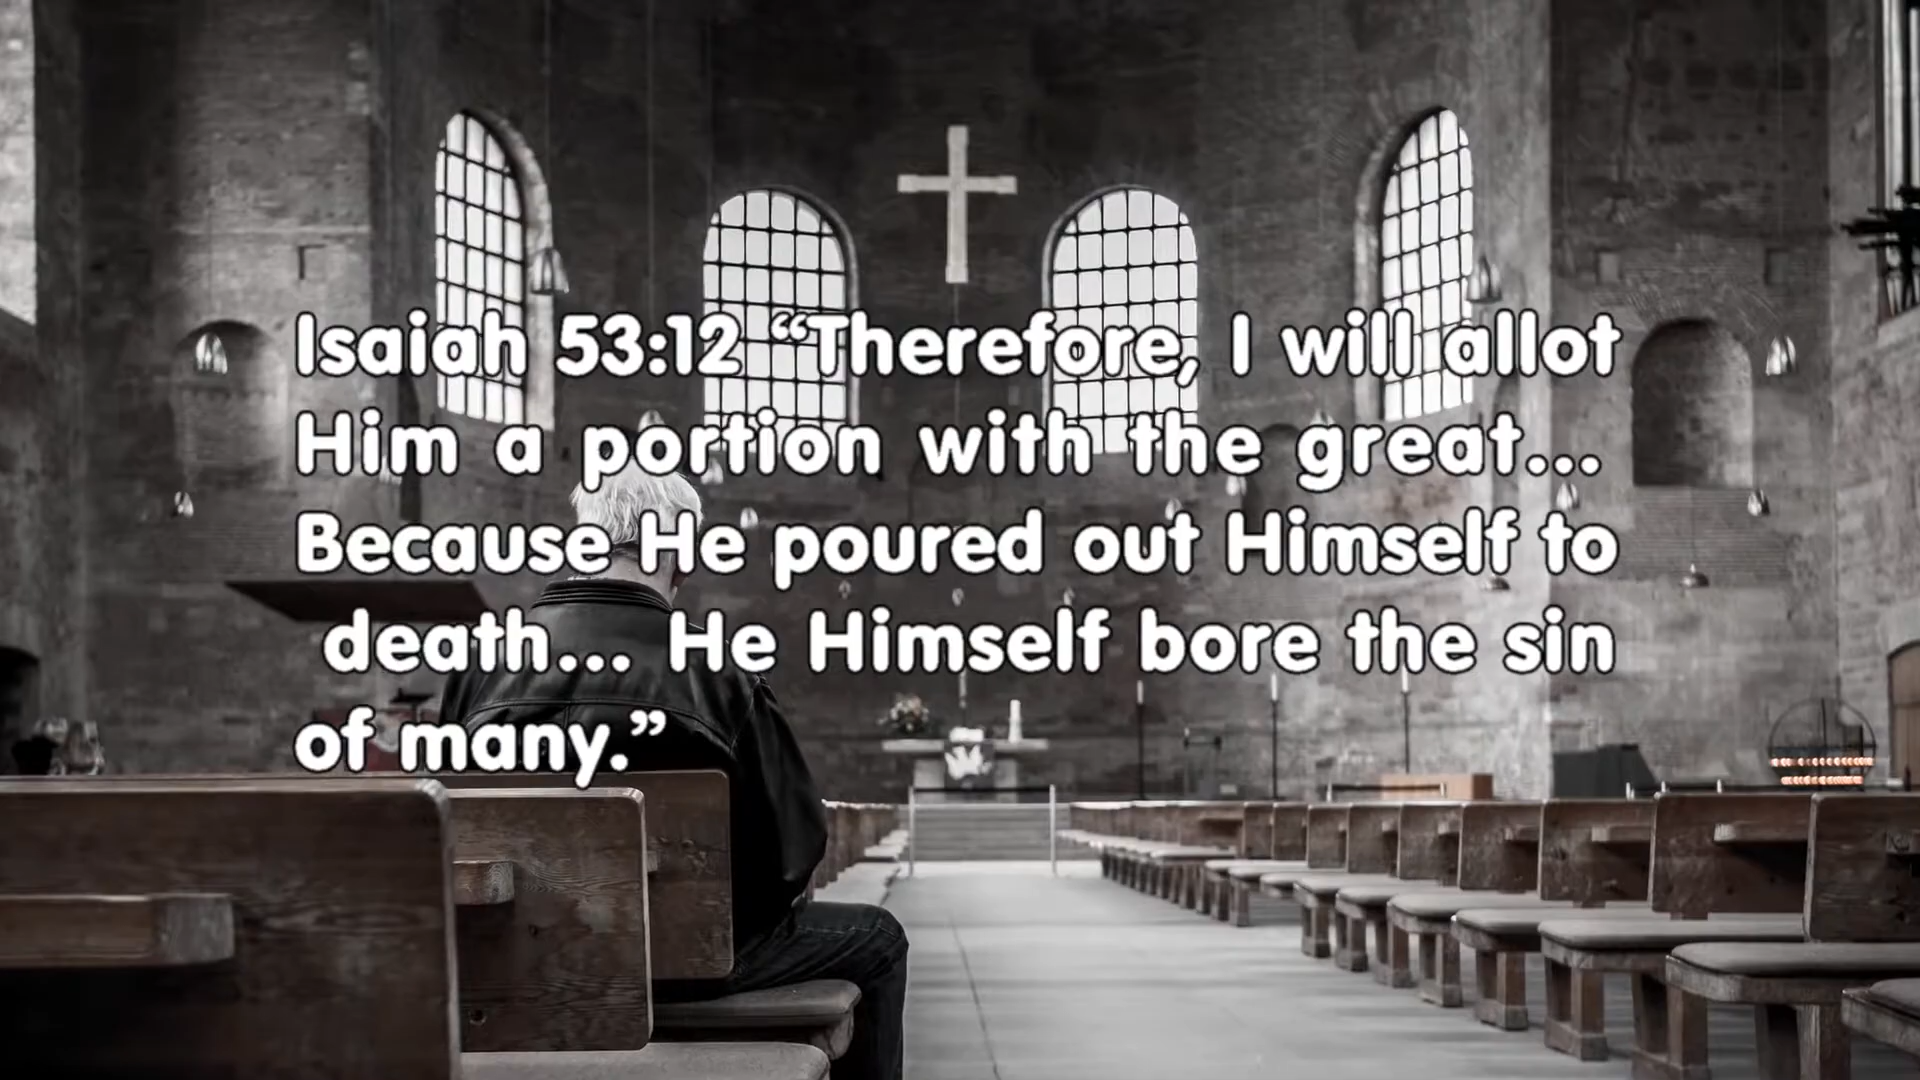 Isaiah 53:12 “Therefore, I will allot
Him a portion with the great...
Because He poured out Himself to
death... He Himself bore the sin
of many.”